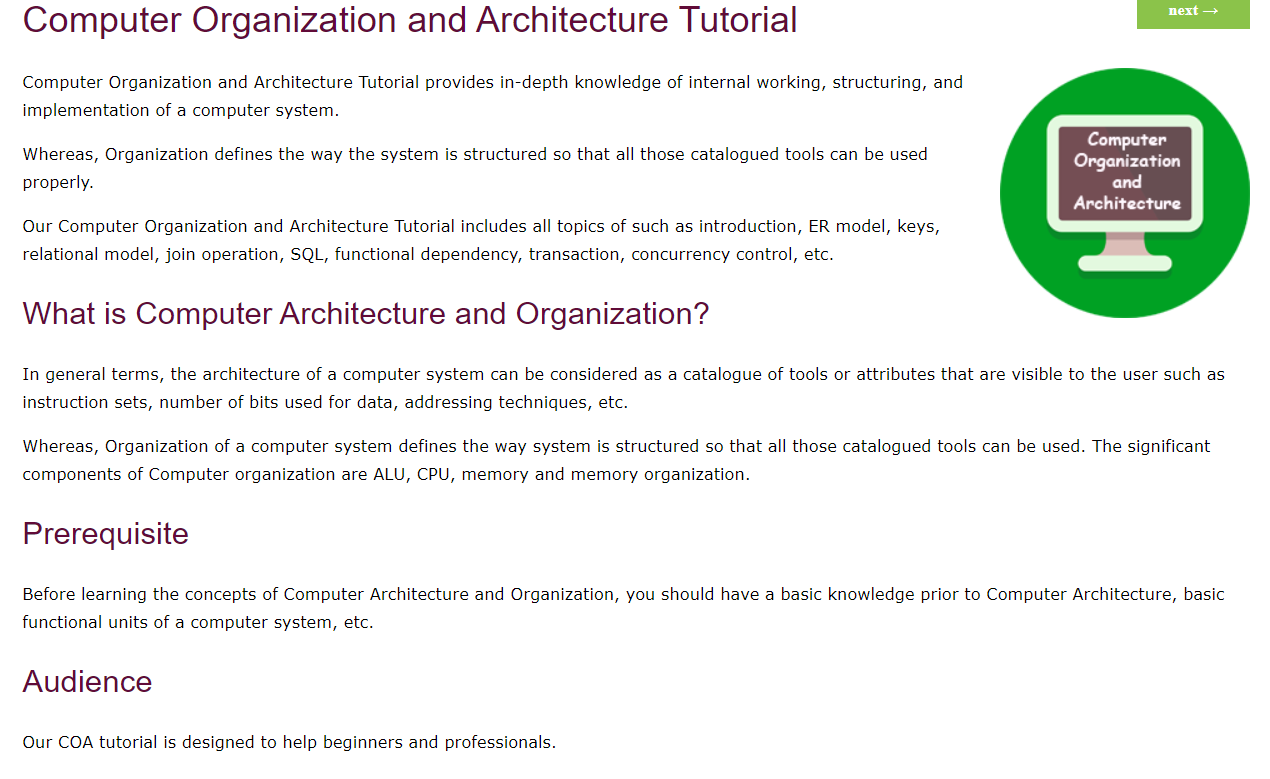 Computer Organization and Architecture Tutorial
next →
Computer Organization and Architecture Tutorial provides in-depth knowledge of internal working, structuring, and
implementation of a computer system.
Whereas, Organization defines the way the system is structured so that all those catalogued tools can be used
properly.
Our Computer Organization and Architecture Tutorial includes all topics of such as introduction, ER model, keys,
relational model, join operation, SQL, functional dependency, transaction, concurrency control, etc.
Computer
Organization
and
Architecture
What is Computer Architecture and Organization?
In general terms, the architecture of a computer system can be considered as a catalogue of tools or attributes that are visible to the user such as
instruction sets, number of bits used for data, addressing techniques, etc.
Whereas, Organization of a computer system defines the way system is structured so that all those catalogued tools can be used. The significant
components of Computer organization are ALU, CPU, memory and memory organization.
Prerequisite
Before learning the concepts of Computer Architecture and Organization, you should have a basic knowledge prior to Computer Architecture, basic
functional units of a computer system, etc.
Audience
Our COA tutorial is designed to help beginners and professionals.